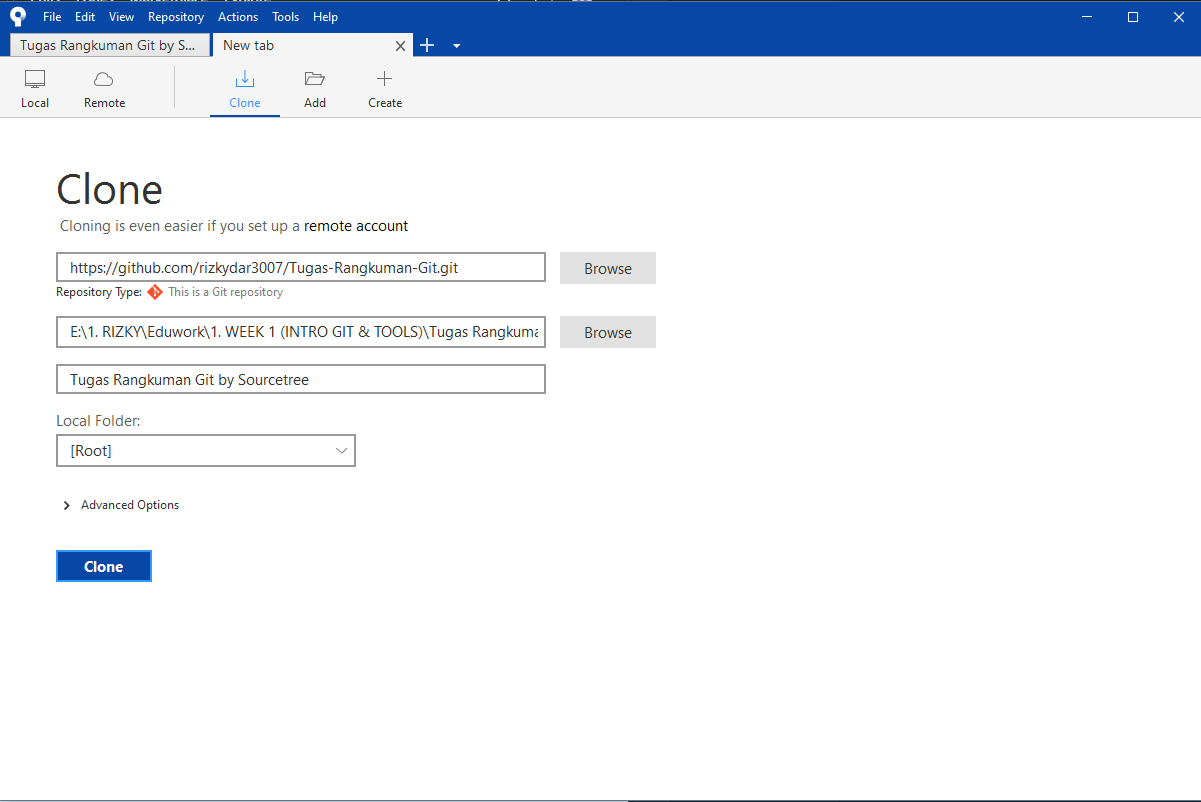 File Edit View Repository Actions Tools Help
Tugas Rangkuman Git by S... New tab
Local Remote Clone Add Create
Clone
Cloning is even easier if you set up a remote account
https://github.com/rizkydar3007/Tugas-Rangkuman-Git.git Browse
Repository Type: This is a Git repository
E:\1. RIZKY\Eduwork\1. WEEK 1 (INTRO GIT & TOOLS)\Tugas Rangkuma Browse
Tugas Rangkuman Git by Sourcetree
Local Folder:
[Root]
Advanced Options
Clone